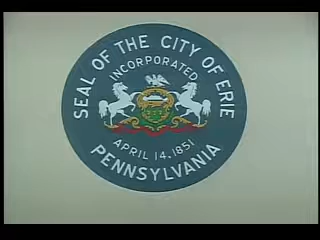 SEAL OF THE CITY OF ERIE
INCORPORATED
APRIL 14, 1851
PENNSYLVANIA